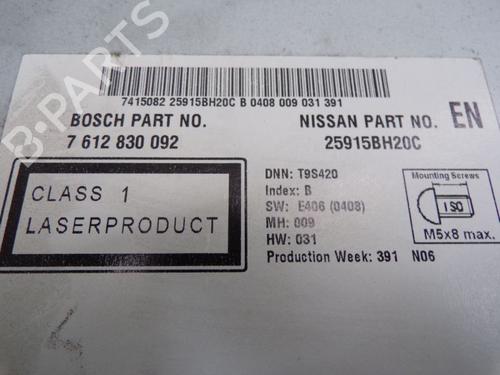 7415082 25915BH20C B 0408 009 031 391
BOSCH PART NO.
7 612 830 092
NISSAN PART NO.
25915BH20C
EN
CLASS 1
LASERPRODUCT
DNN: T9S420
Index: B
SW: E406 (0408)
MH: 009
HW: 031
Production Week: 391 N06
Mounting Screws
ISO
M5x8 max.
B-PARTS